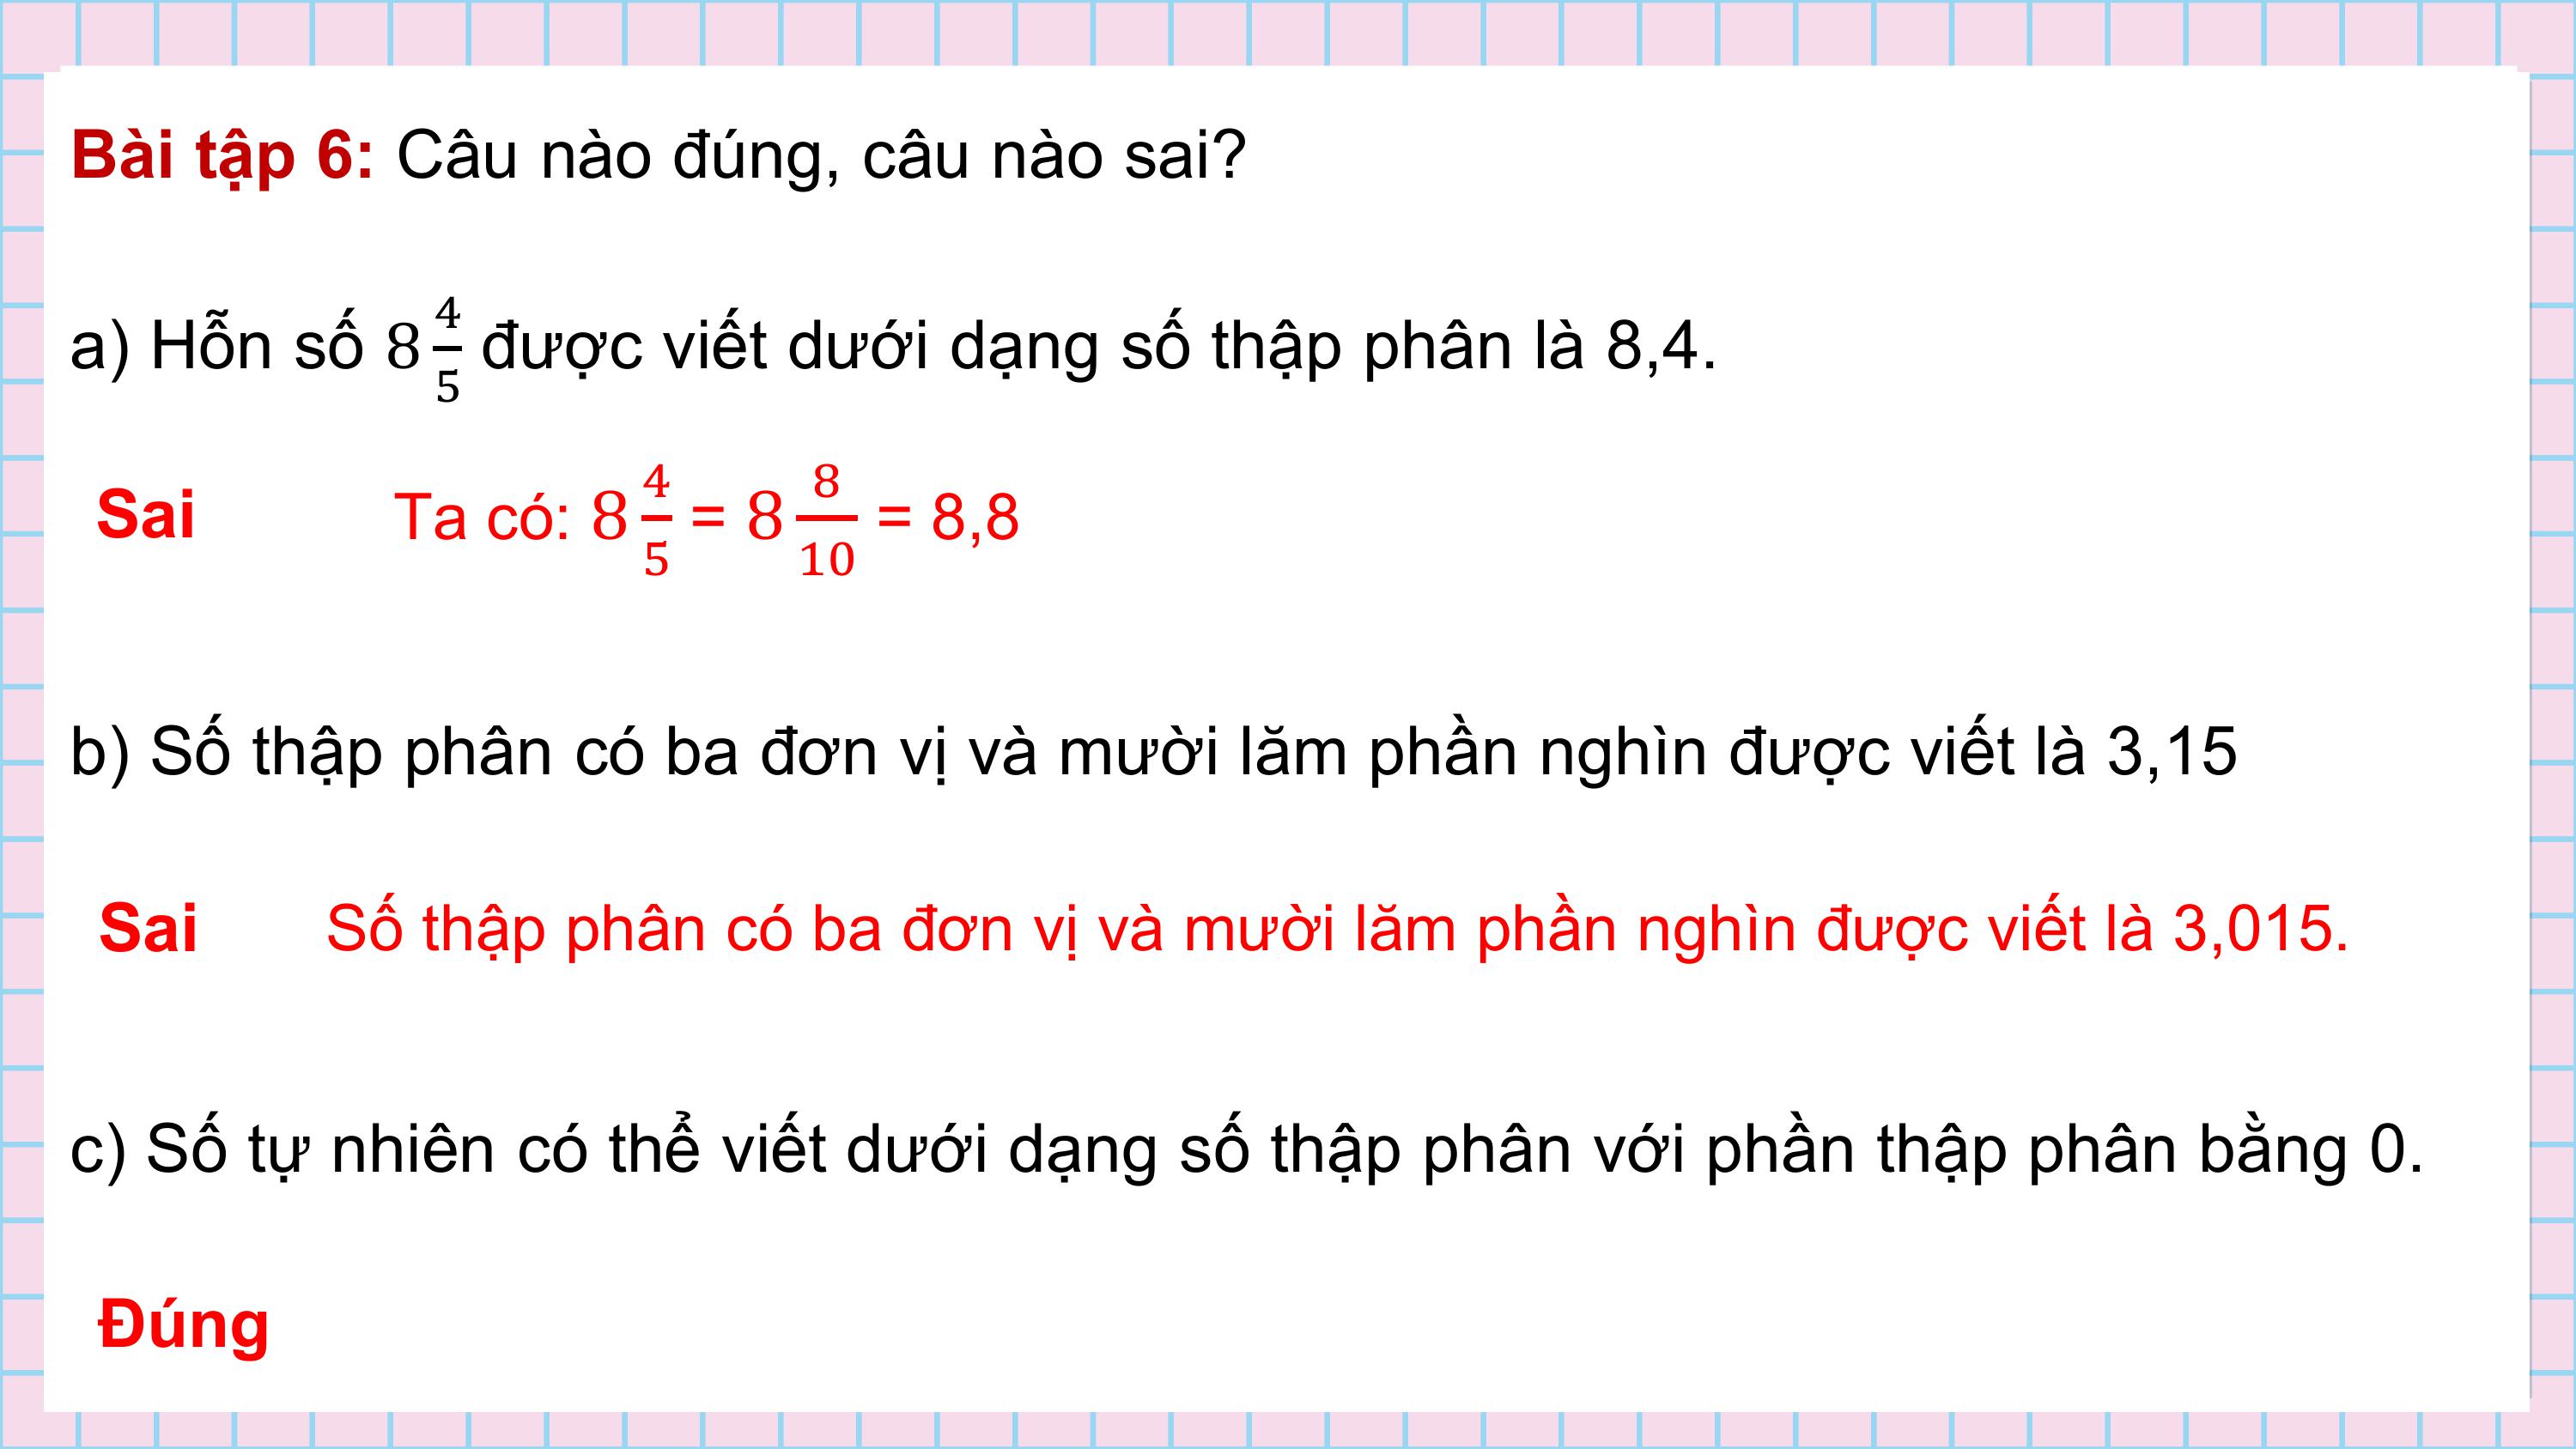 Bài tập 6: Câu nào đúng, câu nào sai?
a) Hỗn số 8 4/5 được viết dưới dạng số thập phân là 8,4.
Sai Ta có: 8 4/5 = 8 8/10 = 8,8
b) Số thập phân có ba đơn vị và mười lăm phần nghìn được viết là 3,15
Sai Số thập phân có ba đơn vị và mười lăm phần nghìn được viết là 3,015.
c) Số tự nhiên có thể viết dưới dạng số thập phân với phần thập phân bằng 0.
Đúng